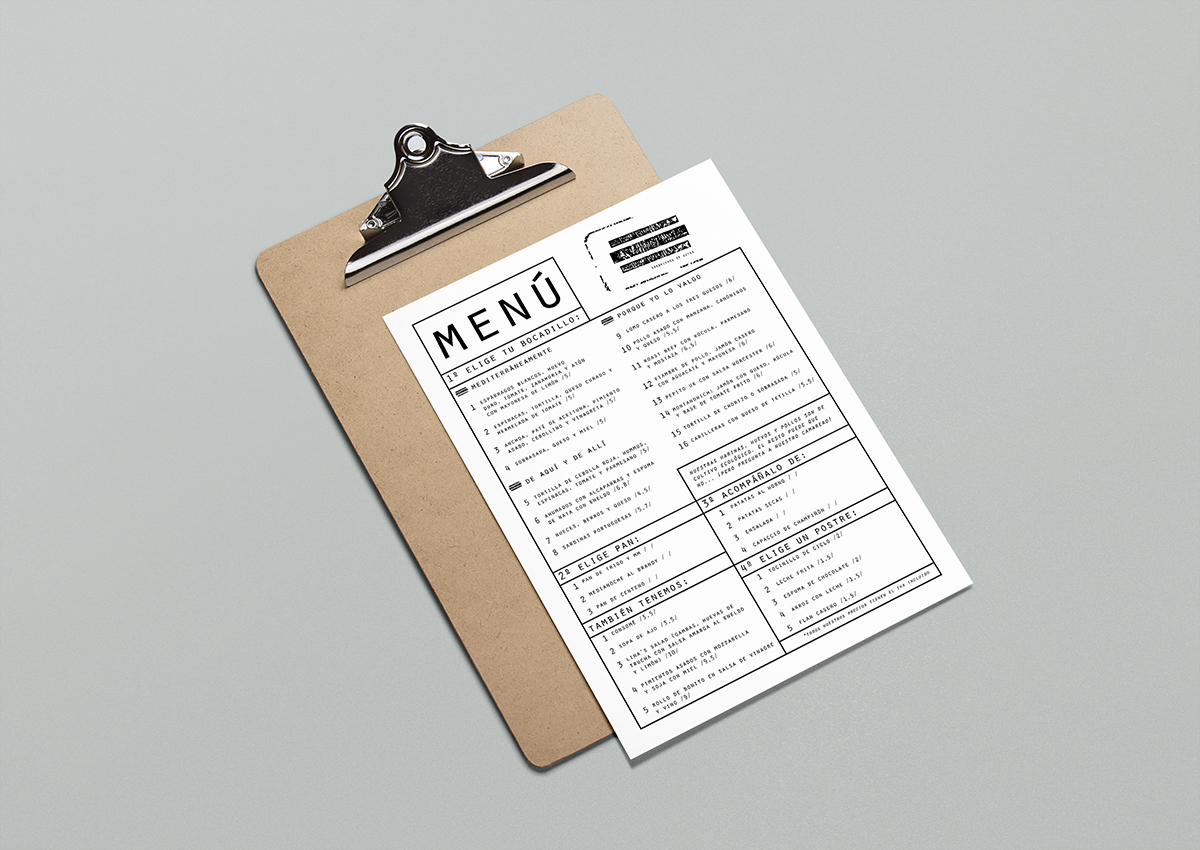 MENÚ
1º ELIGE TU BOCADILLO:
MEDITERRÁNEAMENTE
1 ESPÁRRAGOS BLANCOS, HUEVO
DURO, TOMATE, ZANAHORIA Y ATÚN
CON MAYONESA DE LIMÓN /5/
2 ESPINACAS, TORTILLA, QUESO CURADO Y
MERMALADA DE TOMATE /5/
3 ANCHOA, PATÉ DE ACEITUNA, PIMIENTO
ASADO, CEBOLLINO Y VINAGRETA /5/
4 SOBRASADA, QUESO Y MIEL /5/
DE AQUÍ Y DE ALLÍ
5 TORTILLA DE CEBOLLA ROJA, HUMMUS,
ESPINACAS, TOMATE Y PARMESANO /5/
6 AHUMADOS CON ALCAPARRAS Y ESPUMA
DE NATA CON ENELDO /6,8/
7 NUECES, BERROS Y QUESO /4,5/
8 SARDINAS PORTUGUESAS /5,7/
2º ELIGE PAN:
1 PAN DE TRIGO Y MM / /
2 MEDIANOCHE AL BRANDY / /
3 PAN DE CENTENO / /
TAMBIÉN TENEMOS:
1 CONSOMÉ /3,5/
2 SOPA DE AJO /3,5/
3 LINA'S SALAD (GAMBAS, HUEVAS DE
TRUCHA CON SALSA AMARGA AL ENELDO
Y LIMÓN) /10/
4 PIMIENTOS ASADOS CON MOZZARELLA
Y SOJA CON MIEL /9,5/
5 ROLLO DE BONITO EN SALSA DE VINAGRE
Y VINO /9/
PORQUE YO LO VALGO
9 LOMO CASERO A LOS TRES QUESOS /6/
10 POLLO ASADO CON MANZANA, CANÓNIGOS
Y QUESO /5,5/
11 ROAST BEEF CON RÚCULA, PARMESANO
Y MOSTAZA /6,5/
12 FIAMBRE DE POLLO, JAMÓN CASERO
CON AGUACATE Y MAYONESA /6/
13 PEPITO UK CON SALSA WORCESTER /6/
14 MONTANDWICH: JAMÓN CON QUESO, RÚCULA
Y BASE DE TOMATE FRITO /6/
15 TORTILLA DE CHORIZO O SOBRASADA /5/
16 CARILLERAS CON QUESO DE TETILLA /5,5/
NUESTRAS HARINAS, HUEVOS Y POLLOS SON DE
CULTIVO ECOLÓGICO. EL RESTO PUEDE QUE
NO... ¡PERO PREGUNTA A NUESTRO CAMARERO!
3º ACOMPÁÑALO DE:
1 PATATAS AL HORNO / /
2 PATATAS SECAS / /
3 ENSALADA / /
4 CAPACCIO DE CHAMPIÑÓN / /
4º ELIGE UN POSTRE:
1 TOCINILLO DE CIELO /2/
2 LECHE FRITA /1,5/
3 ESPUMA DE CHOCOLATE /2/
4 ARROZ CON LECHE /1,5/
5 FLAN CASERO /1,5/
*TODOS NUESTROS PRECIOS TIENEN EL IVA INCLUIDO